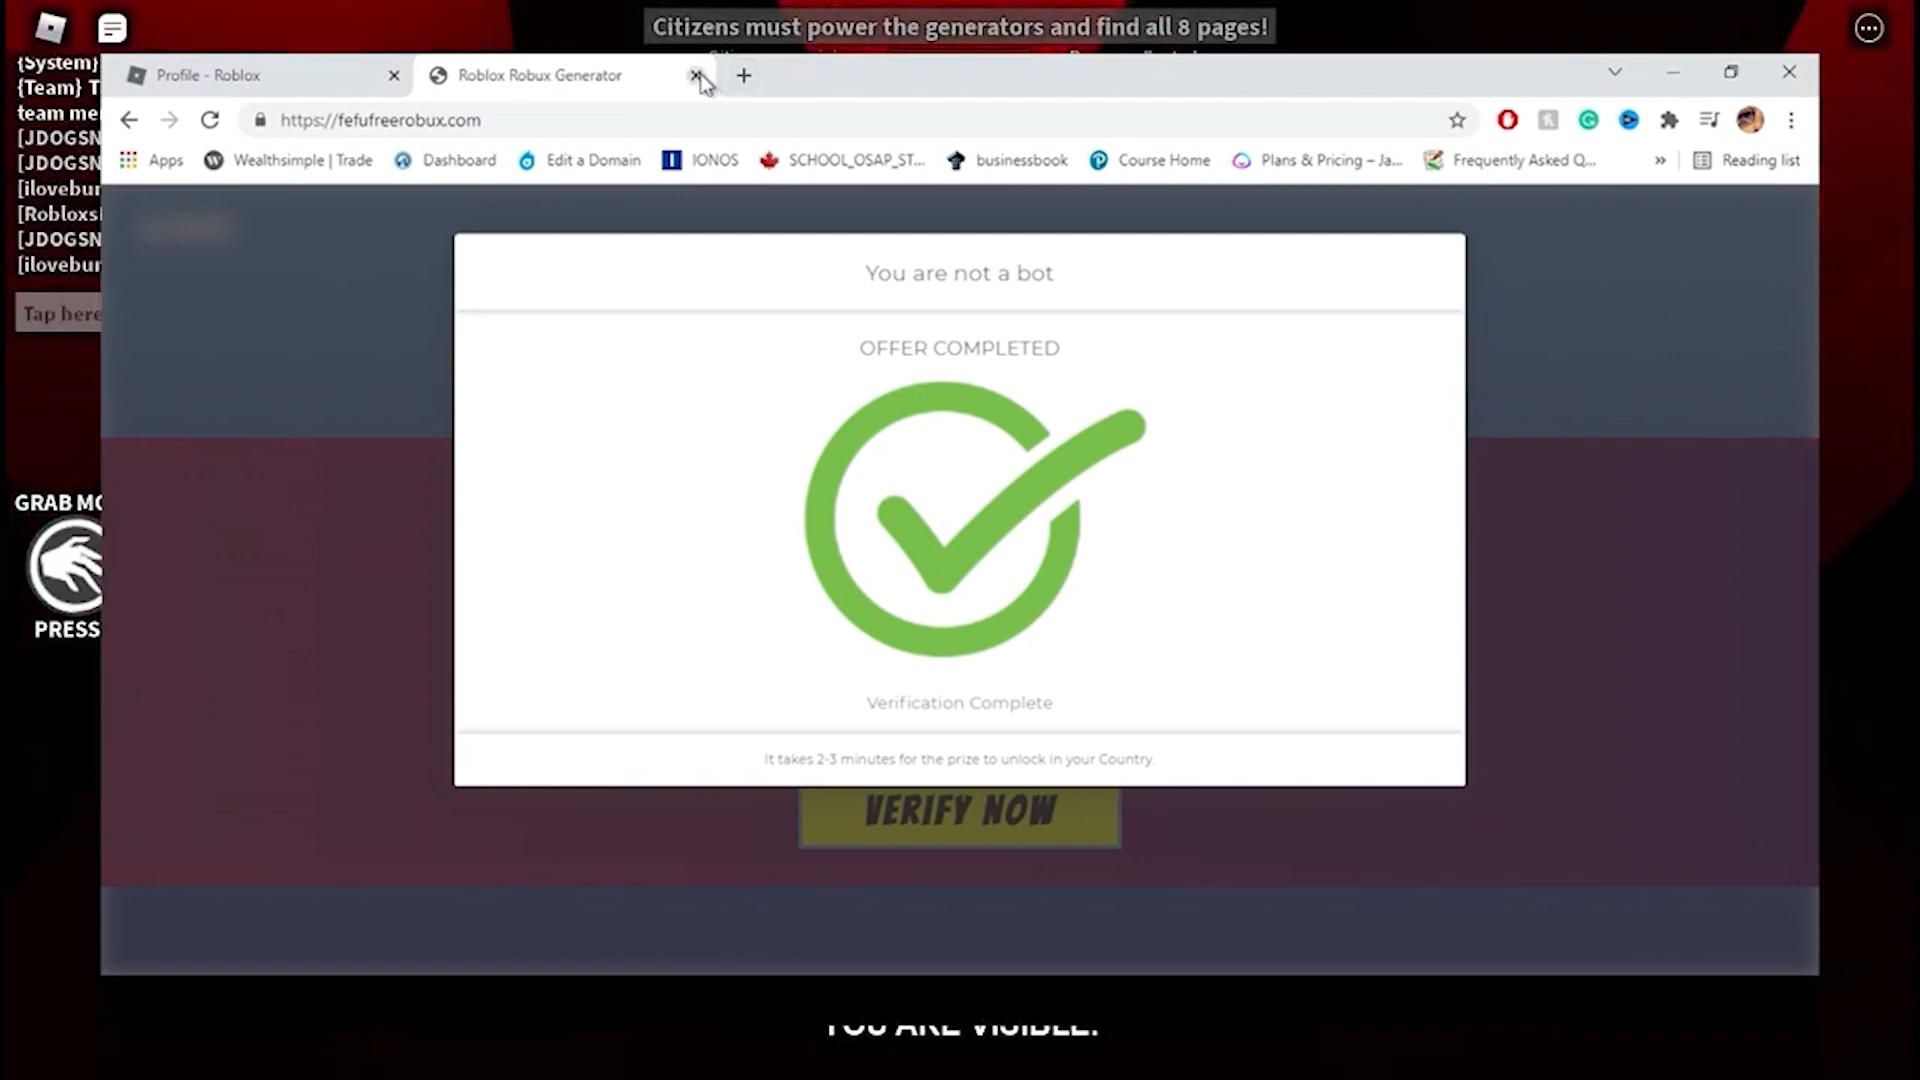 Citizens must power the generators and find all 8 pages!
{System}
{Team} T
team me
[JDOGSN
[JDOGSN
[ilovebur
[Robloxs
[JDOGSN
[ilovebur
Tap here
GRAB MO
PRESS
Profile - Roblox
Roblox Robux Generator
https://fefufreerobux.com
Apps
Wealthsimple | Trade
Dashboard
Edit a Domain
IONOS
SCHOOL_OSAP_ST...
businessbook
Course Home
Plans & Pricing – Ja...
Frequently Asked Q...
»
Reading list
You are not a bot
OFFER COMPLETED
Verification Complete
It takes 2-3 minutes for the prize to unlock in your Country.
VERIFY NOW
YOU ARE VISIBLE.